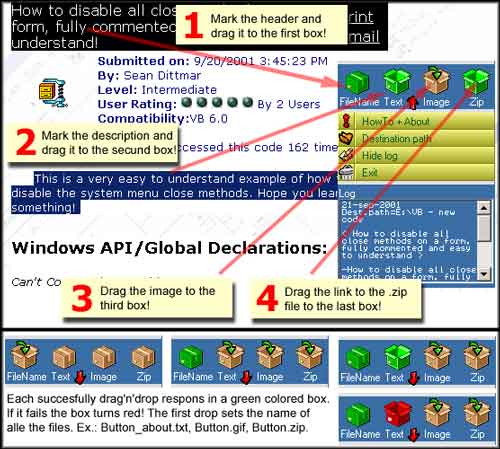 How to disable all clo
form, fully commented
understand!
rint
mail
1 Mark the header and
drag it to the first box!
Submitted on: 9/20/2001 3:45:23 PM
By: Sean Dittmar
Level: Intermediate
User Rating: By 2 Users
Compatibility: VB 6.0
cessed this code 162 time
2 Mark the description and
drag it to the secund box!
This is a very easy to understand example of how
disable the system menu close methods. Hope you lear
something!
Windows API/Global Declarations:
Can't Co
3 Drag the image to the
third box!
4 Drag the link to the .zip
file to the last box!
FileName Text Image Zip
HowTo + About
Destination path
Hide log
Exit
Log
21-sep-2001
Dest.path=E:\VB - new
code
< How to disable all
close methods on a form,
fully commented and
easy to understand >
-How to disable all close
methods on a form, fully
FileName Text Image Zip
FileName Text Image Zip
FileName Text Image Zip
Each succesfully drag'n'drop respons in a green colored box.
If it fails the box turns red! The first drop sets the name of
alle the files. Ex.: Button_about.txt, Button.gif, Button.zip.
FileName Text Image Zip